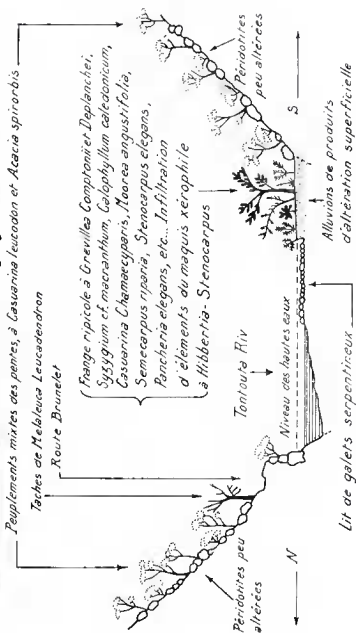 Peuplements mixtes des pentes, à Casuarina leucodon et Acacia spirorbis
Taches de Melaleuca Leucadendron
Route Brunelet
Frange ripicole à Grevillea Comptonii et Deplanchei,
Syzygium cf. macranthum, Calophyllum caledonicum,
Casuarina Chamaecyparis, Moorea angustifolia,
Semecarpus riparia, Stenocarpus elegans,
Pancheria elegans, etc... Infiltration
d'éléments du maquis xérophile
à Hibbertia-Stenocarpus
Tontouta Riv
Niveau des hautes eaux
Péridotites peu
altérées
Péridotites
peu altérées
N
S
Lit de galets serpentineux
Alluvions de produits
d'altération superficielle